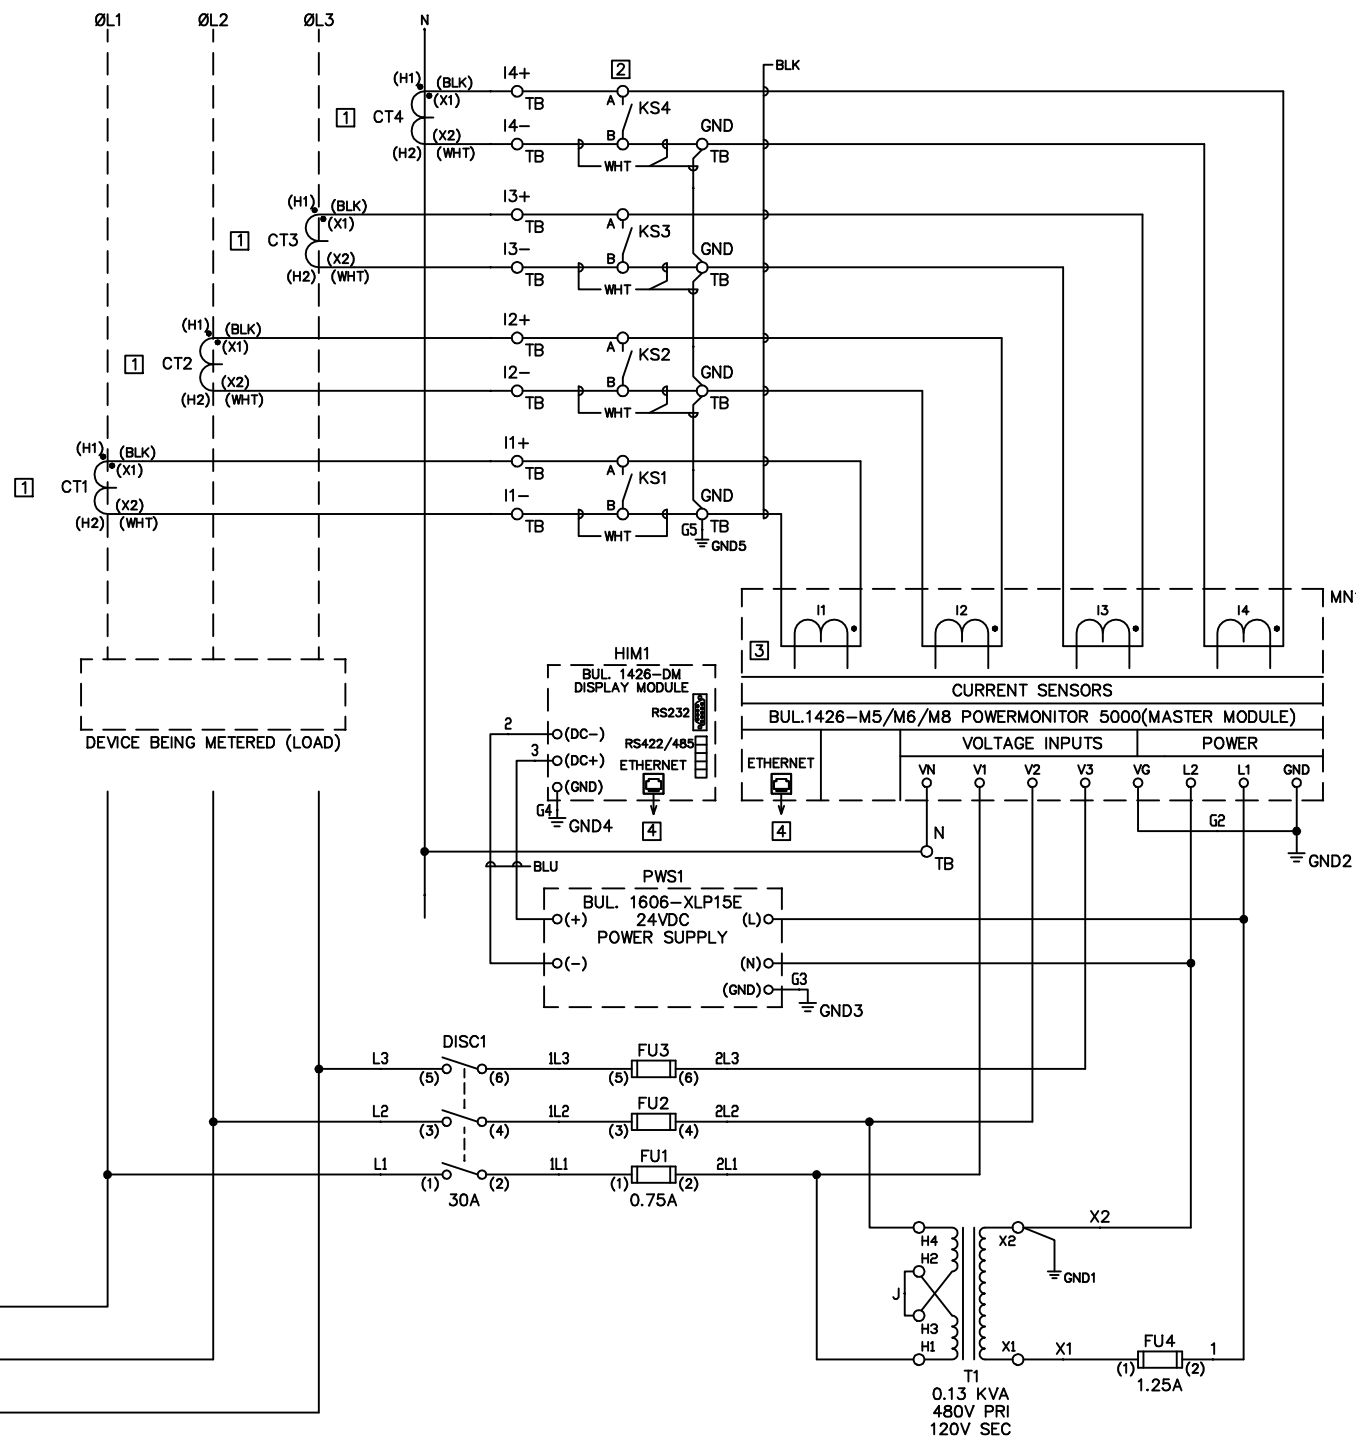 ØL1 ØL2 ØL3 N
BLK
(H1) (BLK) I4+ 2
(X1) TB A KS4
1 CT4
I4- GND
(X2) B
(H2) (WHT) TB WHT TB
(H1) (BLK) I3+
(X1) TB A KS3
1 CT3
I3- GND
(X2) B
(H2) (WHT) TB WHT TB
(H1) (BLK) I2+
(X1) TB A KS2
1 CT2
I2- GND
(X2) B
(H2) (WHT) TB WHT TB
(H1) (BLK) I1+
(X1) TB A KS1
1 CT1
I1- GND
(X2) B
(H2) (WHT) TB WHT G5 TB
GND5
MN1
I1 I2 I3 I4
3
CURRENT SENSORS
BUL.1426-M5/M6/M8 POWERMONITOR 5000(MASTER MODULE)
VOLTAGE INPUTS POWER
ETHERNET VN V1 V2 V3 VG L2 L1 GND
4
G2
GND2
N
TB
HIM1
BUL. 1426-DM
DISPLAY MODULE
RS232
2 (DC-)
RS422/485
3 (DC+)
ETHERNET
(GND)
G4 GND4 4
DEVICE BEING METERED (LOAD)
BLU
PWS1
BUL. 1606-XLP15E
(+) 24VDC (L)
POWER SUPPLY
(-) (N)
(GND) G3
GND3
DISC1
L3 1L3 FU3 2L3
(5) (6) (5) (6)
L2 1L2 FU2 2L2
(3) (4) (3) (4)
L1 1L1 FU1 2L1
(1) (2) (1) (2)
30A 0.75A
H4 X2 X2
H2 GND1
J
H3
H1 X1 X1 FU4 1
(1) (2)
1.25A
T1
0.13 KVA
480V PRI
120V SEC